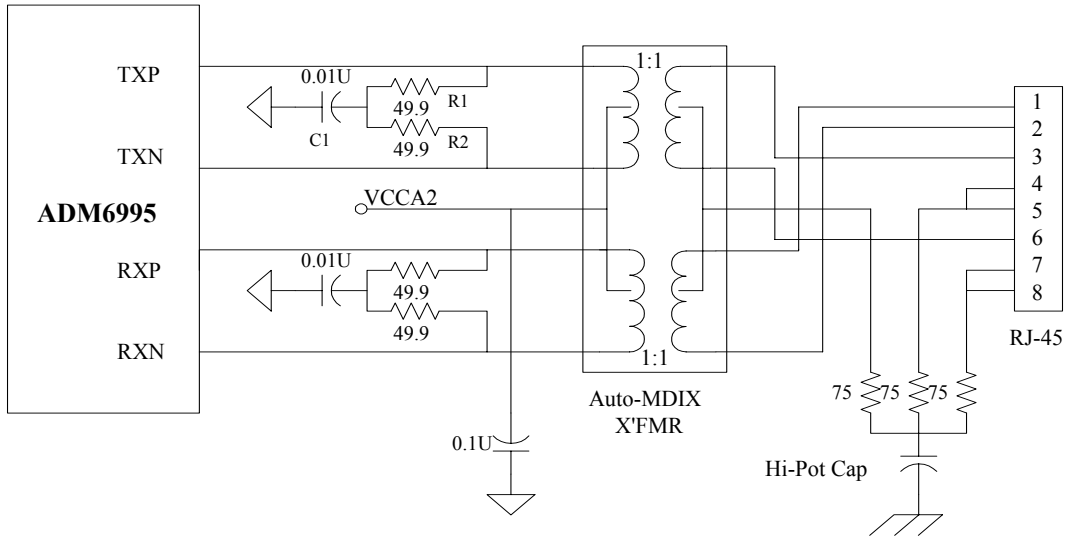 ADM6995
TXP
TXN
RXP
RXN
0.01U
C1
49.9
R1
49.9
R2
VCCA2
0.01U
49.9
49.9
0.1U
1:1
1:1
Auto-MDIX
X'FMR
1
2
3
4
5
6
7
8
RJ-45
75
75
75
Hi-Pot Cap